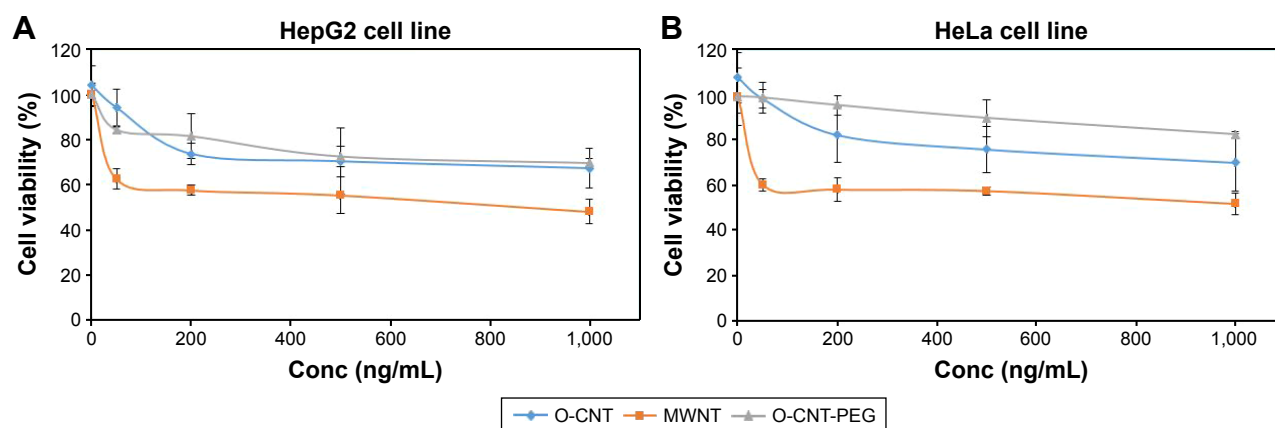 A
HepG2 cell line
Cell viability (%)
120
100
80
60
40
20
0
0 200 400 600 800 1,000
Conc (ng/mL)
B
HeLa cell line
Cell viability (%)
120
100
80
60
40
20
0
0 200 400 600 800 1,000
Conc (ng/mL)
O-CNT MWNT O-CNT-PEG